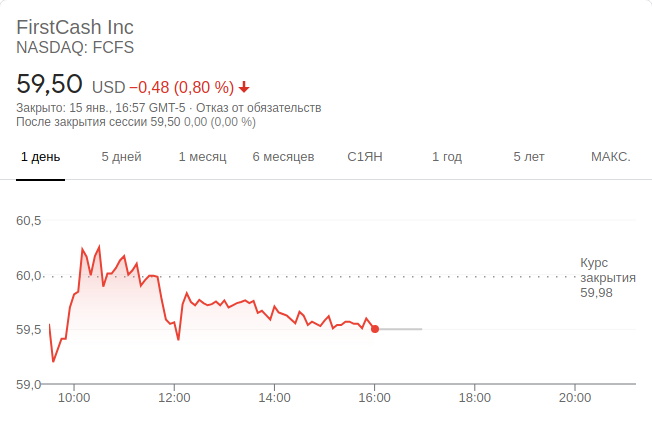 FirstCash Inc
NASDAQ: FCFS
59,50 USD −0,48 (0,80 %)
Закрыто: 15 янв., 16:57 GMT-5 · Отказ от обязательств
После закрытия сессии 59,50 0,00 (0,00 %)
1 день 5 дней 1 месяц 6 месяцев С1ЯН 1 год 5 лет МАКС.
60,5
60,0
59,5
59,0
Курс
закрытия
59,98
10:00 12:00 14:00 16:00 18:00 20:00